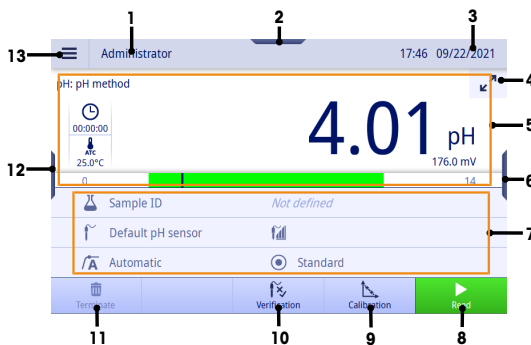 1 2 3
13 Administrator 17:46 09/22/2021
pH: pH method 4
00:00:00 4.01 pH 5
ATC
25.0°C 176.0 mV
12 0 14 6
Sample ID Not defined
Default pH sensor 7
Automatic Standard
Terminate Verification Calibration Read
11 10 9 8